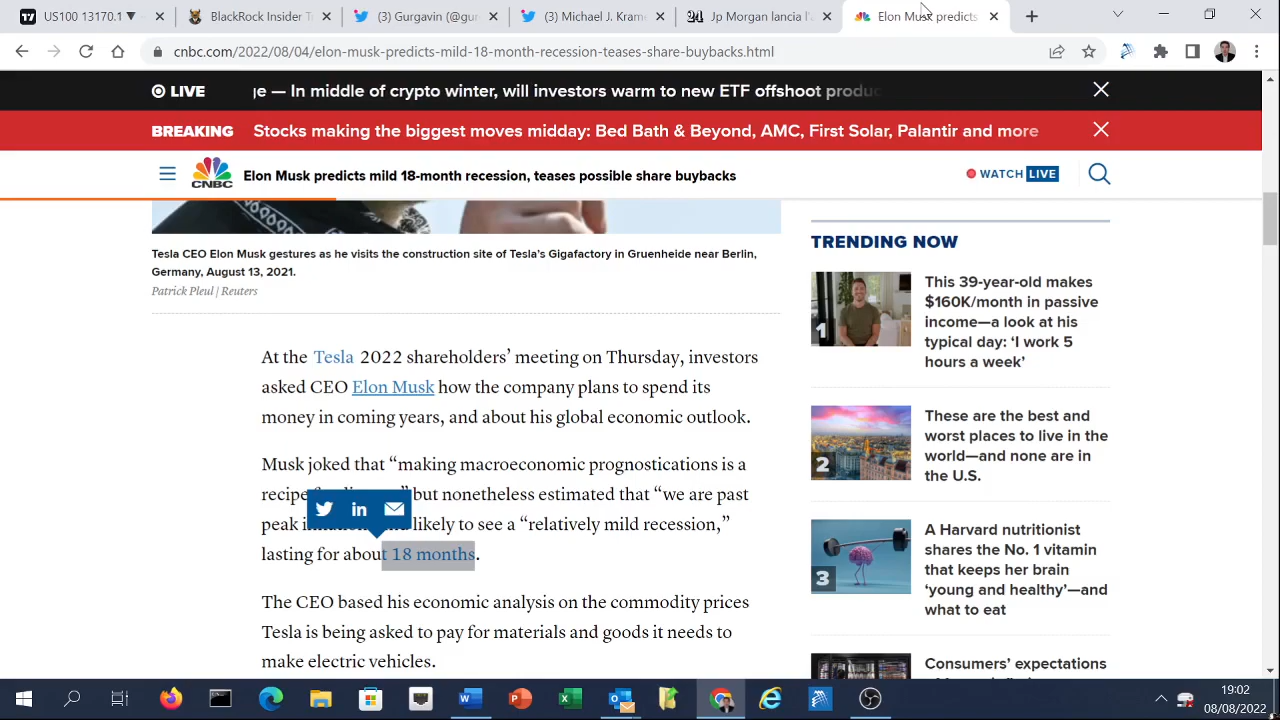 US100 13170.1 ▼
BlackRock Insider T
(3) Gurgavin (@gur
(3) Michael J. Kram
Jp Morgan lancia l'
Elon Musk predicts
cnbc.com/2022/08/04/elon-musk-predicts-mild-18-month-recession-teases-share-buybacks.html
LIVE
ge — In middle of crypto winter, will investors warm to new ETF offshoot produc
BREAKING
Stocks making the biggest moves midday: Bed Bath & Beyond, AMC, First Solar, Palantir and more
CNBC
Elon Musk predicts mild 18-month recession, teases possible share buybacks
WATCH LIVE
Tesla CEO Elon Musk gestures as he visits the construction site of Tesla's Gigafactory in Gruenheide near Berlin,
Germany, August 13, 2021.
Patrick Pleul | Reuters
At the Tesla 2022 shareholders' meeting on Thursday, investors
asked CEO Elon Musk how the company plans to spend its
money in coming years, and about his global economic outlook.
Musk joked that “making macroeconomic prognostications is a
recipe but nonetheless estimated that “we are past
peak likely to see a “relatively mild recession,”
lasting for about 18 months.
The CEO based his economic analysis on the commodity prices
Tesla is being asked to pay for materials and goods it needs to
make electric vehicles.
TRENDING NOW
1
This 39-year-old makes
$160K/month in passive
income—a look at his
typical day: ‘I work 5
hours a week’
2
These are the best and
worst places to live in the
world—and none are in
the U.S.
3
A Harvard nutritionist
shares the No. 1 vitamin
that keeps her brain
‘young and healthy’—and
what to eat
Consumers’ expectations
19:02
08/08/2022